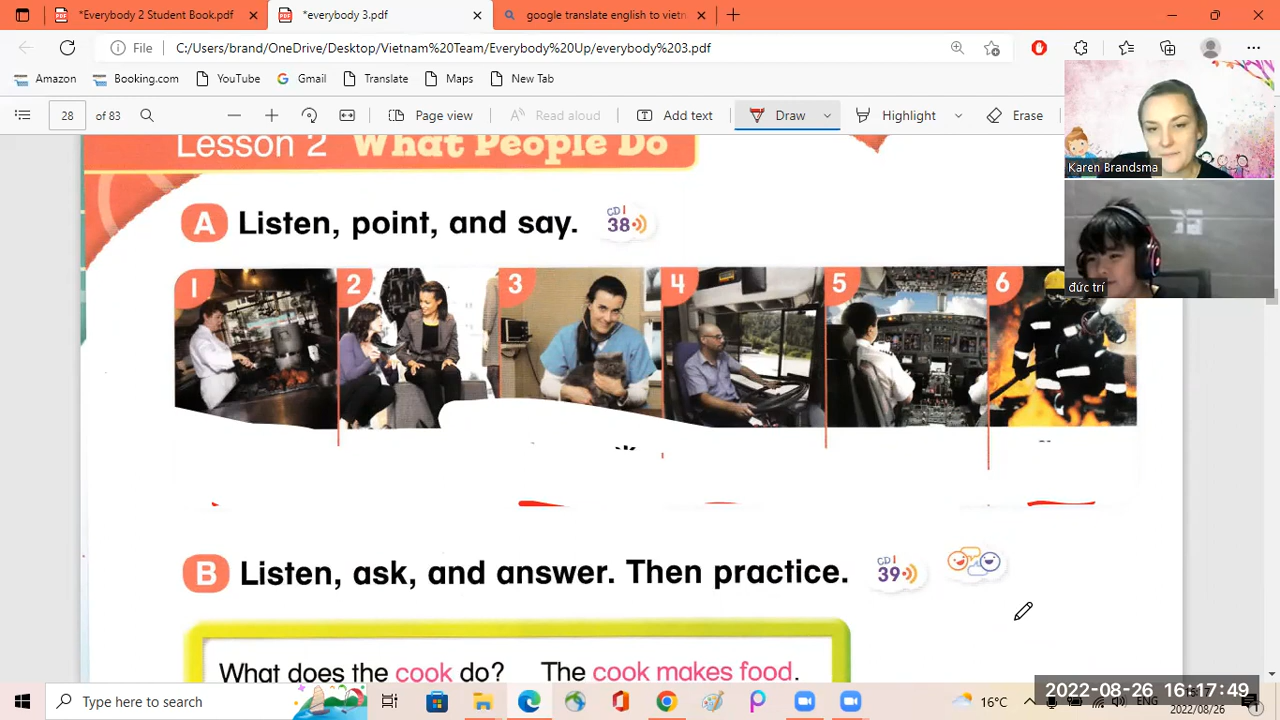 *Everybody 2 Student Book.pdf
*everybody 3.pdf
google translate english to vietn
File
C:/Users/brand/OneDrive/Desktop/Vietnam%20Team/Everybody%20Up/everybody%203.pdf
Amazon
Booking.com
YouTube
Gmail
Translate
Maps
New Tab
28 of 83
Page view
Read aloud
Add text
Draw
Highlight
Erase
Karen Brandsma
đức trí
Lesson 2 What People Do
A Listen, point, and say. CD 1 38
1 2 3 4 5 6
B Listen, ask, and answer. Then practice. CD 1 39
What does the cook do? The cook makes food.
Type here to search
16°C
ENG
2022-08-26 16:17:49
2022/08/26